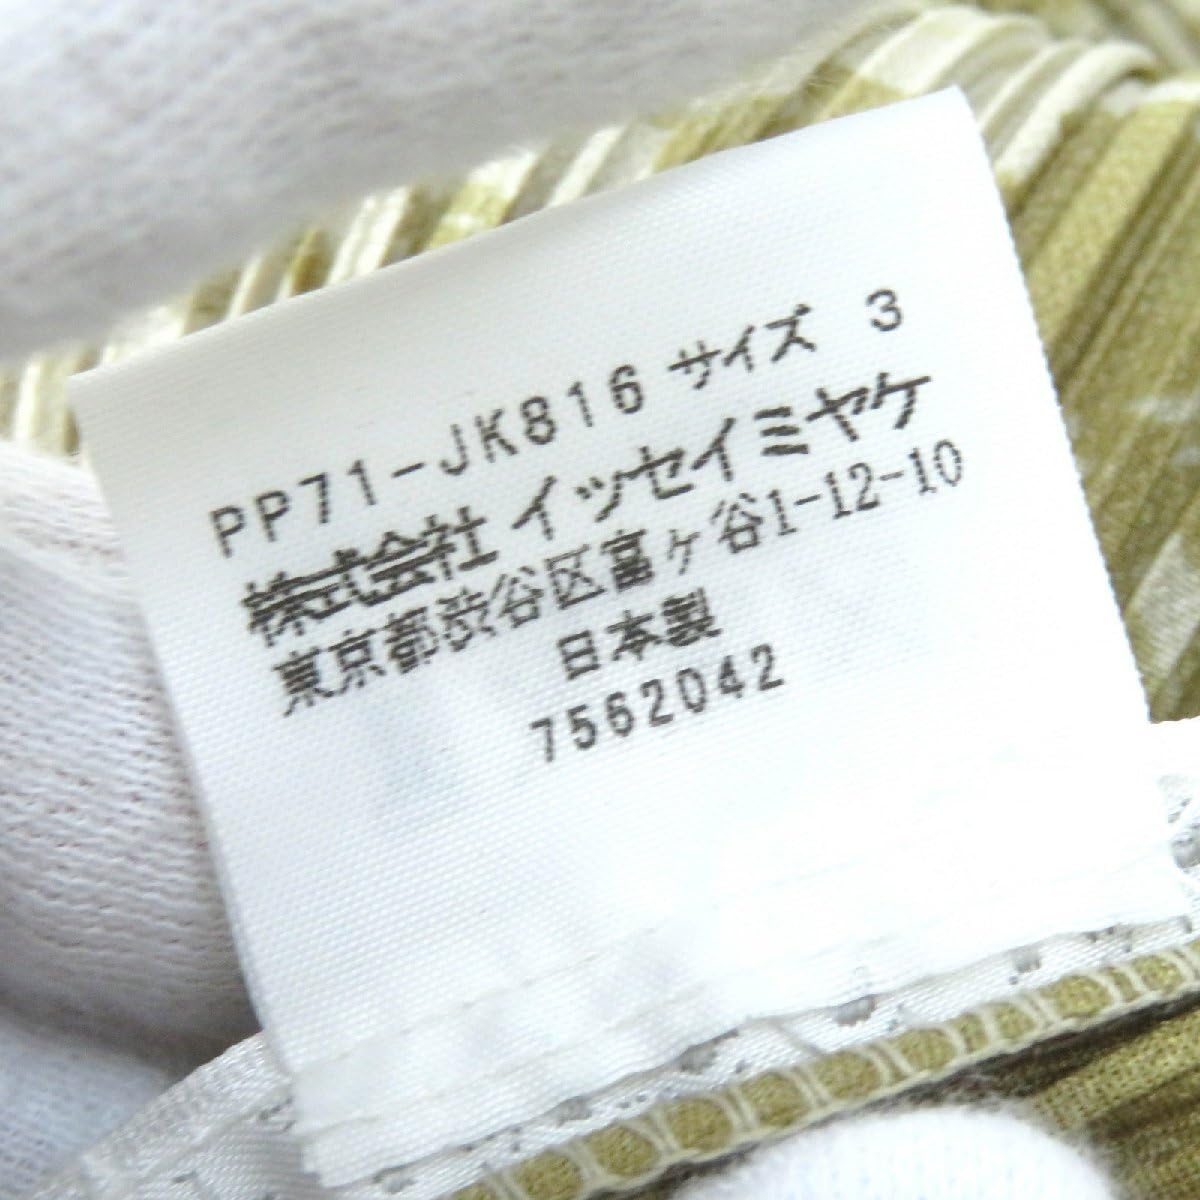 PP71-JK816 サイズ 3
株式会社 イッセイミヤケ
東京都渋谷区富ヶ谷1-12-10
日本製
7562042